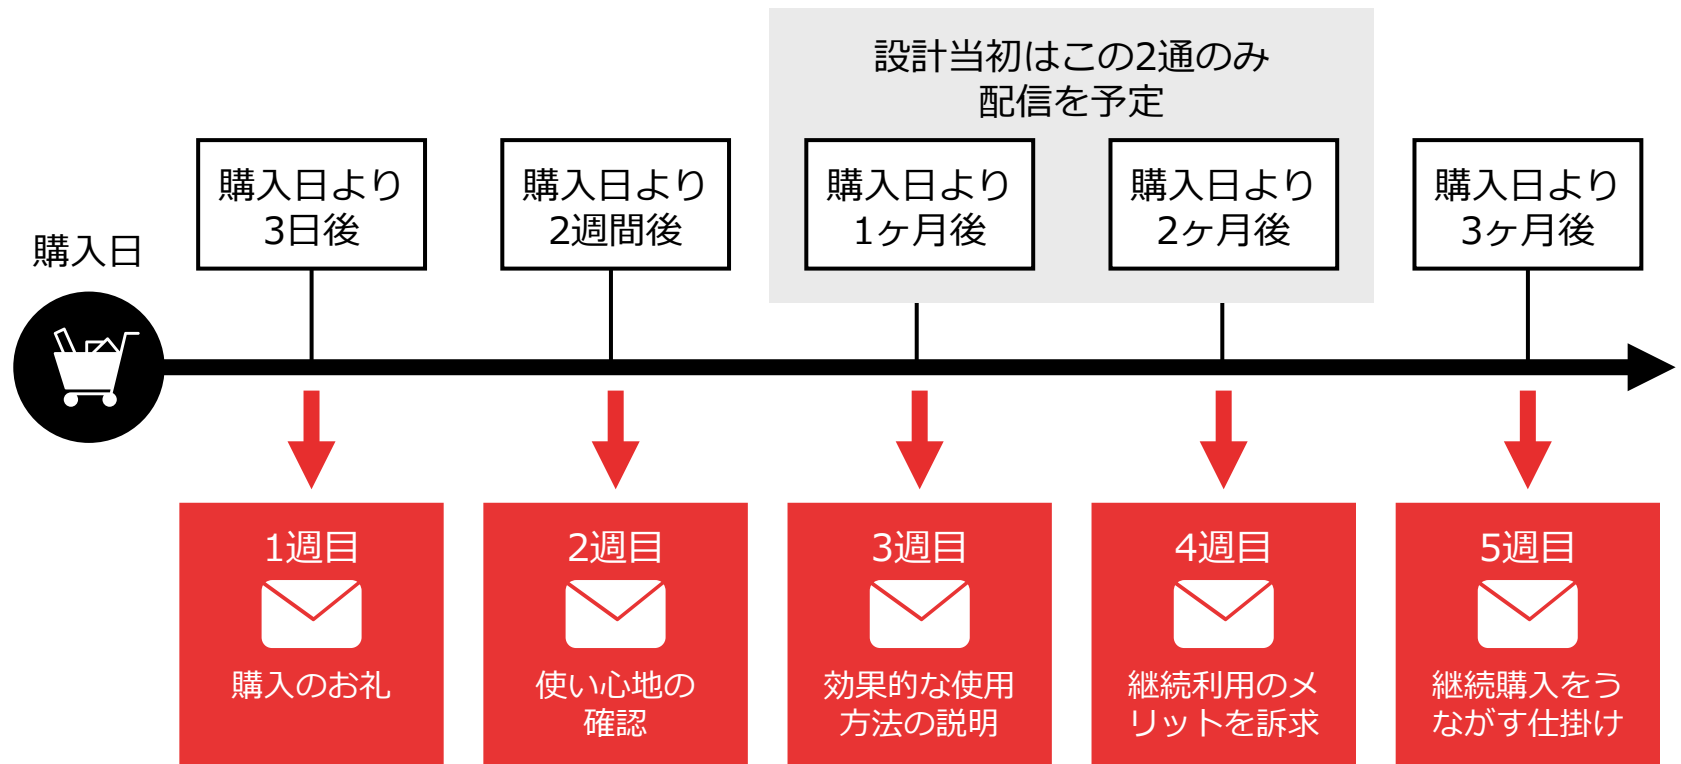 設計当初はこの2通のみ
配信を予定
購入日
購入日より
3日後
購入日より
2週間後
購入日より
1ヶ月後
購入日より
2ヶ月後
購入日より
3ヶ月後
1週目
購入のお礼
2週目
使い心地の
確認
3週目
効果的な使用
方法の説明
4週目
継続利用のメ
リットを訴求
5週目
継続購入をう
ながす仕掛け